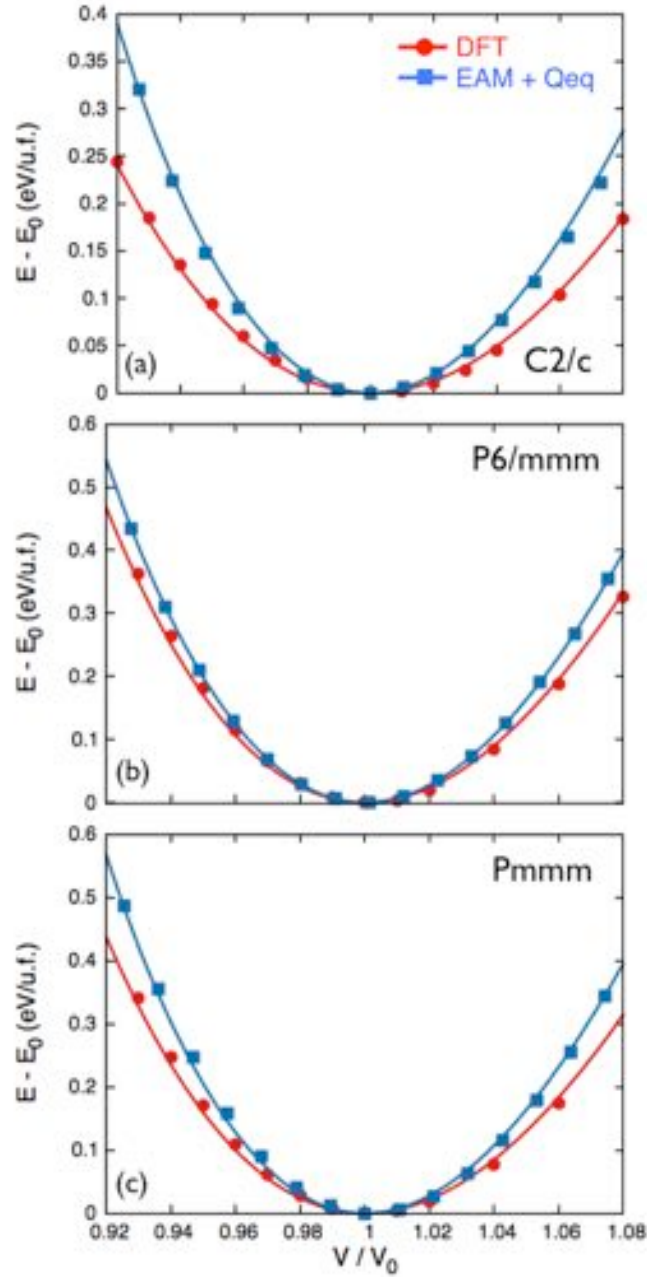 0.4
DFT
EAM + Qeq
0.35
0.3
0.25
0.2
0.15
0.1
0.05
0
E - E0 (eV/u.f.)
(a)
C2/c
0.6
P6/mmm
0.5
0.4
0.3
0.2
0.1
0
E - E0 (eV/u.f.)
(b)
0.6
Pmmm
0.5
0.4
0.3
0.2
0.1
0
E - E0 (eV/u.f.)
(c)
0.92 0.94 0.96 0.98 1 1.02 1.04 1.06 1.08
V / V0